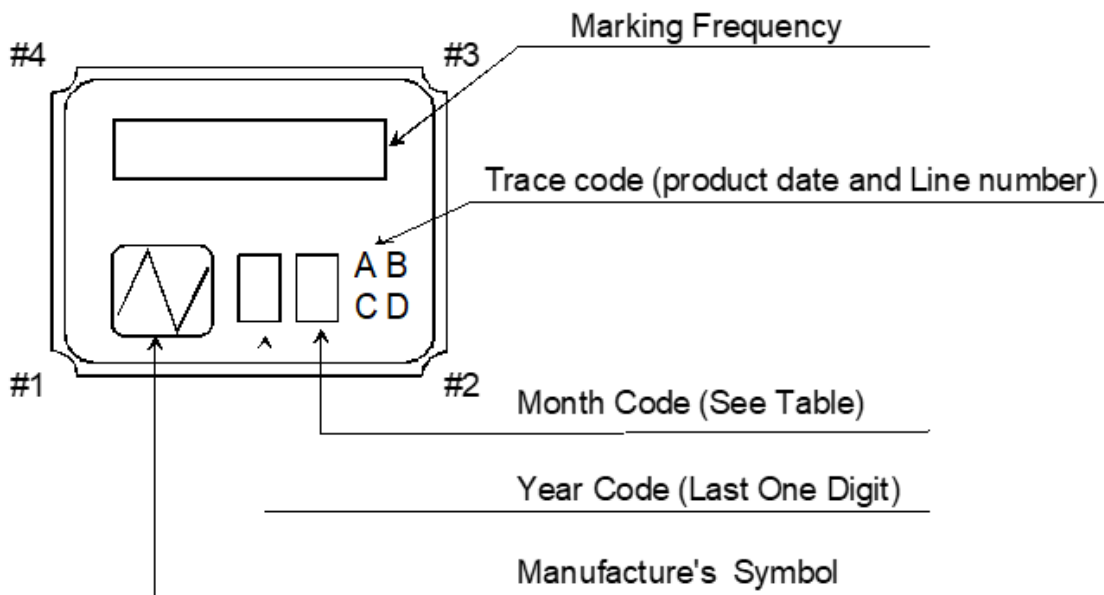 Marking Frequency
#4
#3
Trace code (product date and Line number)
A B
C D
#1
#2
Month Code (See Table)
Year Code (Last One Digit)
Manufacture's Symbol